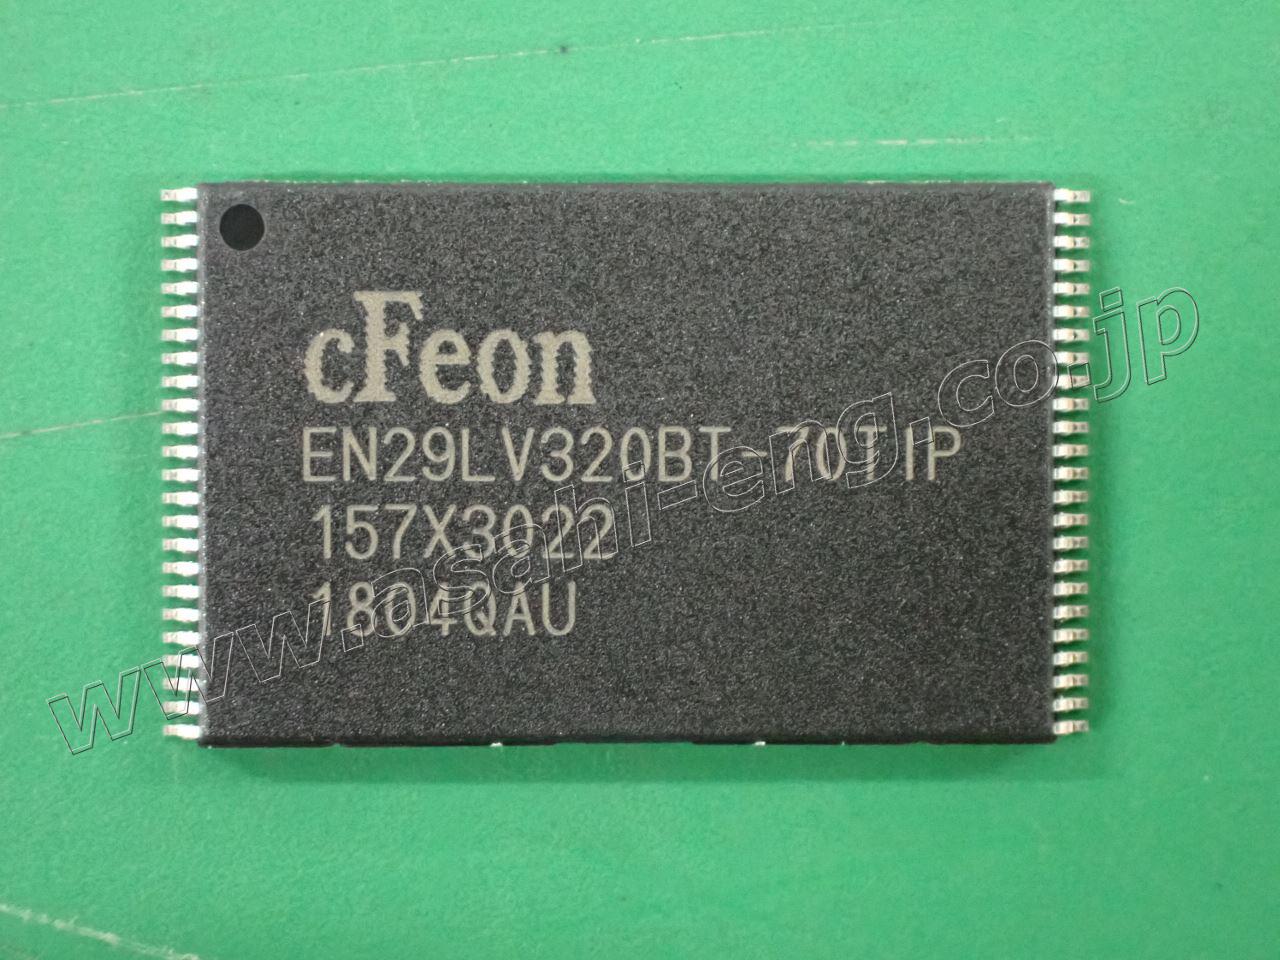 cFeon
EN29LV320BT-70TIP
157X3022
1804QAU
www.asahi-eng.co.jp